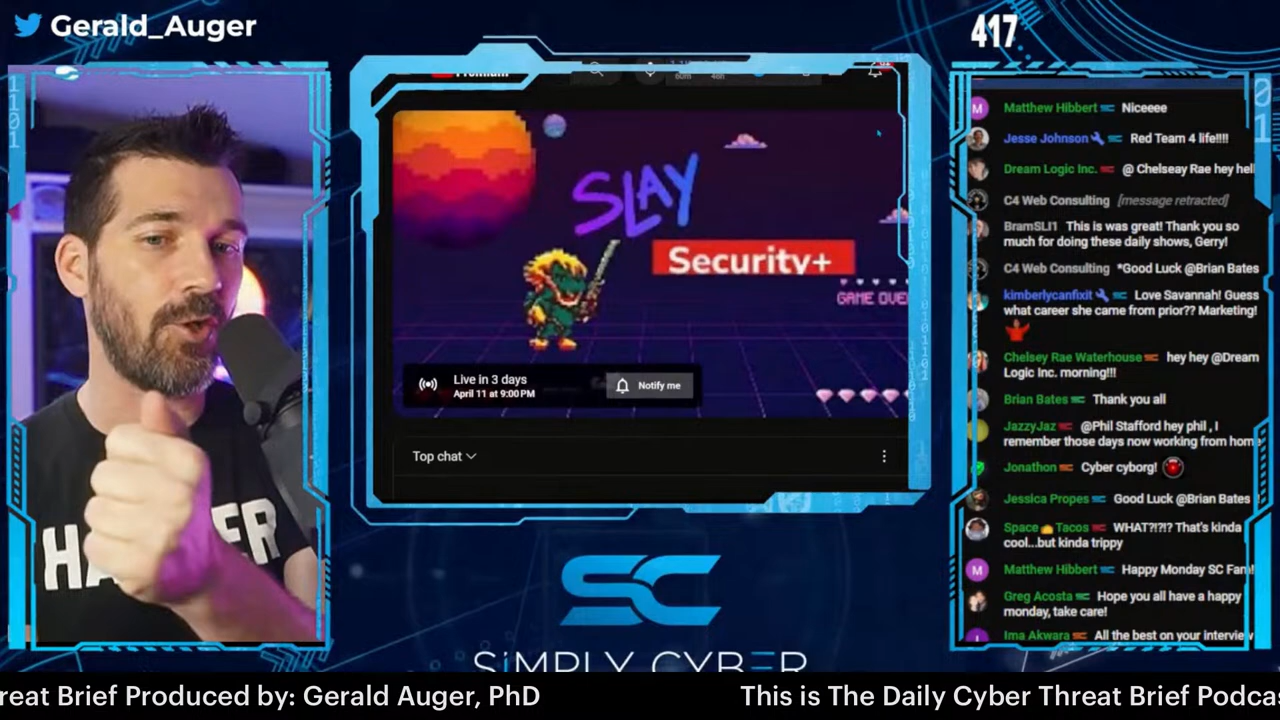 Gerald_Auger
417
Premium
SLAY
Security+
GAME OVE
Live in 3 days
April 11 at 9:00 PM
Notify me
Top chat
HA ER
SC
SIMPLY CYBER
Matthew Hibbert Niceeee
Jesse Johnson Red Team 4 life!!!!
Dream Logic Inc. @ Chelseay Rae hey hell
C4 Web Consulting [message retracted]
BramSLI1 This is was great! Thank you so
much for doing these daily shows, Gerry!
C4 Web Consulting *Good Luck @Brian Bates
kimberlycanfixit Love Savannah! Guess
what career she came from prior?? Marketing!
Chelsey Rae Waterhouse hey hey @Dream
Logic Inc. morning!!!
Brian Bates Thank you all
JazzyJaz @Phil Stafford hey phil , I
remember those days now working from home
Jonathon Cyber cyborg!
Jessica Propes Good Luck @Brian Bates
Space Tacos WHAT?!?!? That's kinda
cool...but kinda trippy
Matthew Hibbert Happy Monday SC Fam!
Greg Acosta Hope you all have a happy
monday, take care!
Ima Akwara All the best on your interview
reat Brief Produced by: Gerald Auger, PhD
This is The Daily Cyber Threat Brief Podcas